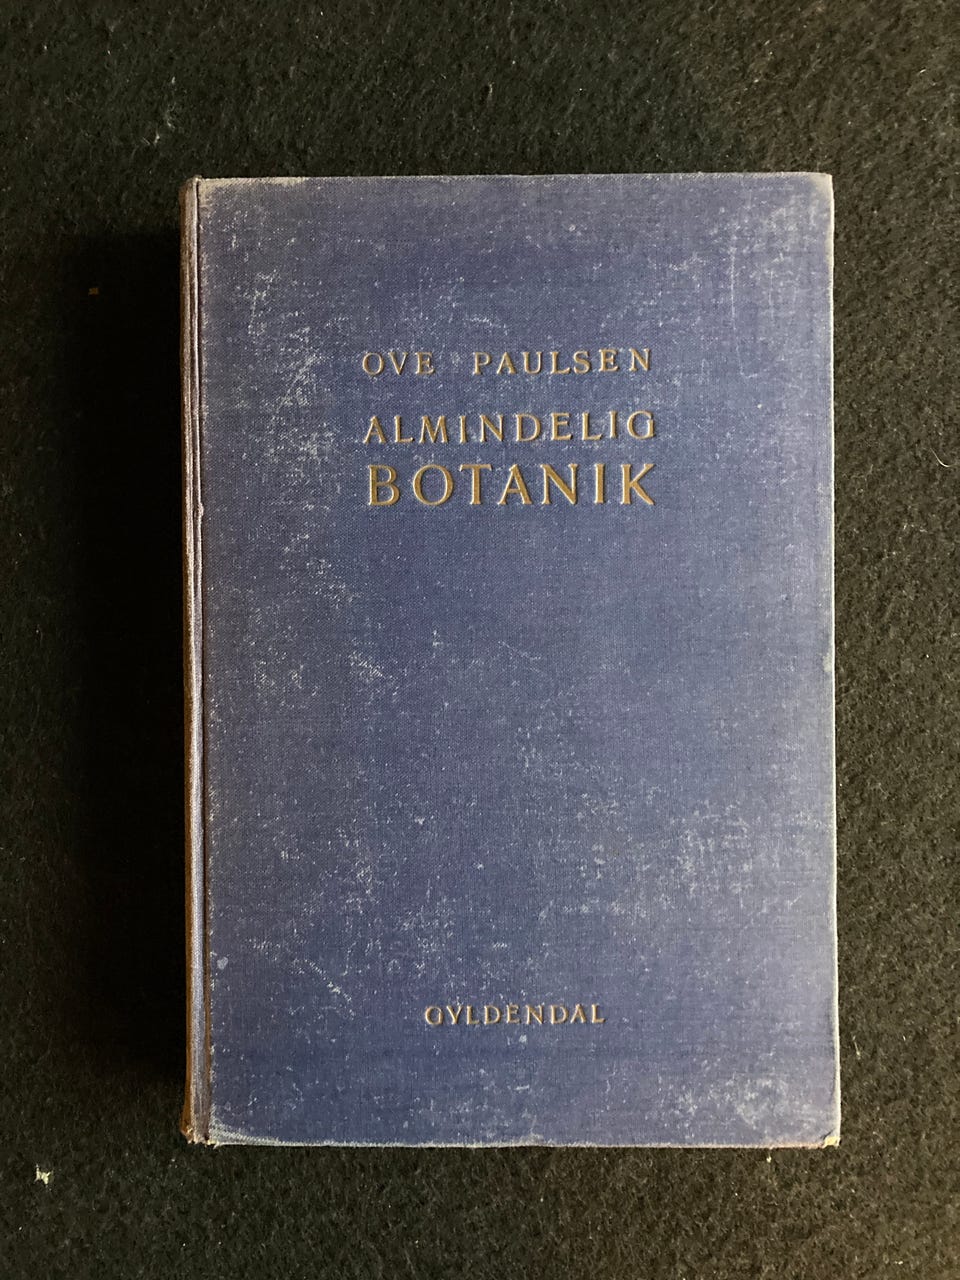 OVE PAULSEN
ALMINDELIG
BOTANIK
GYLDENDAL